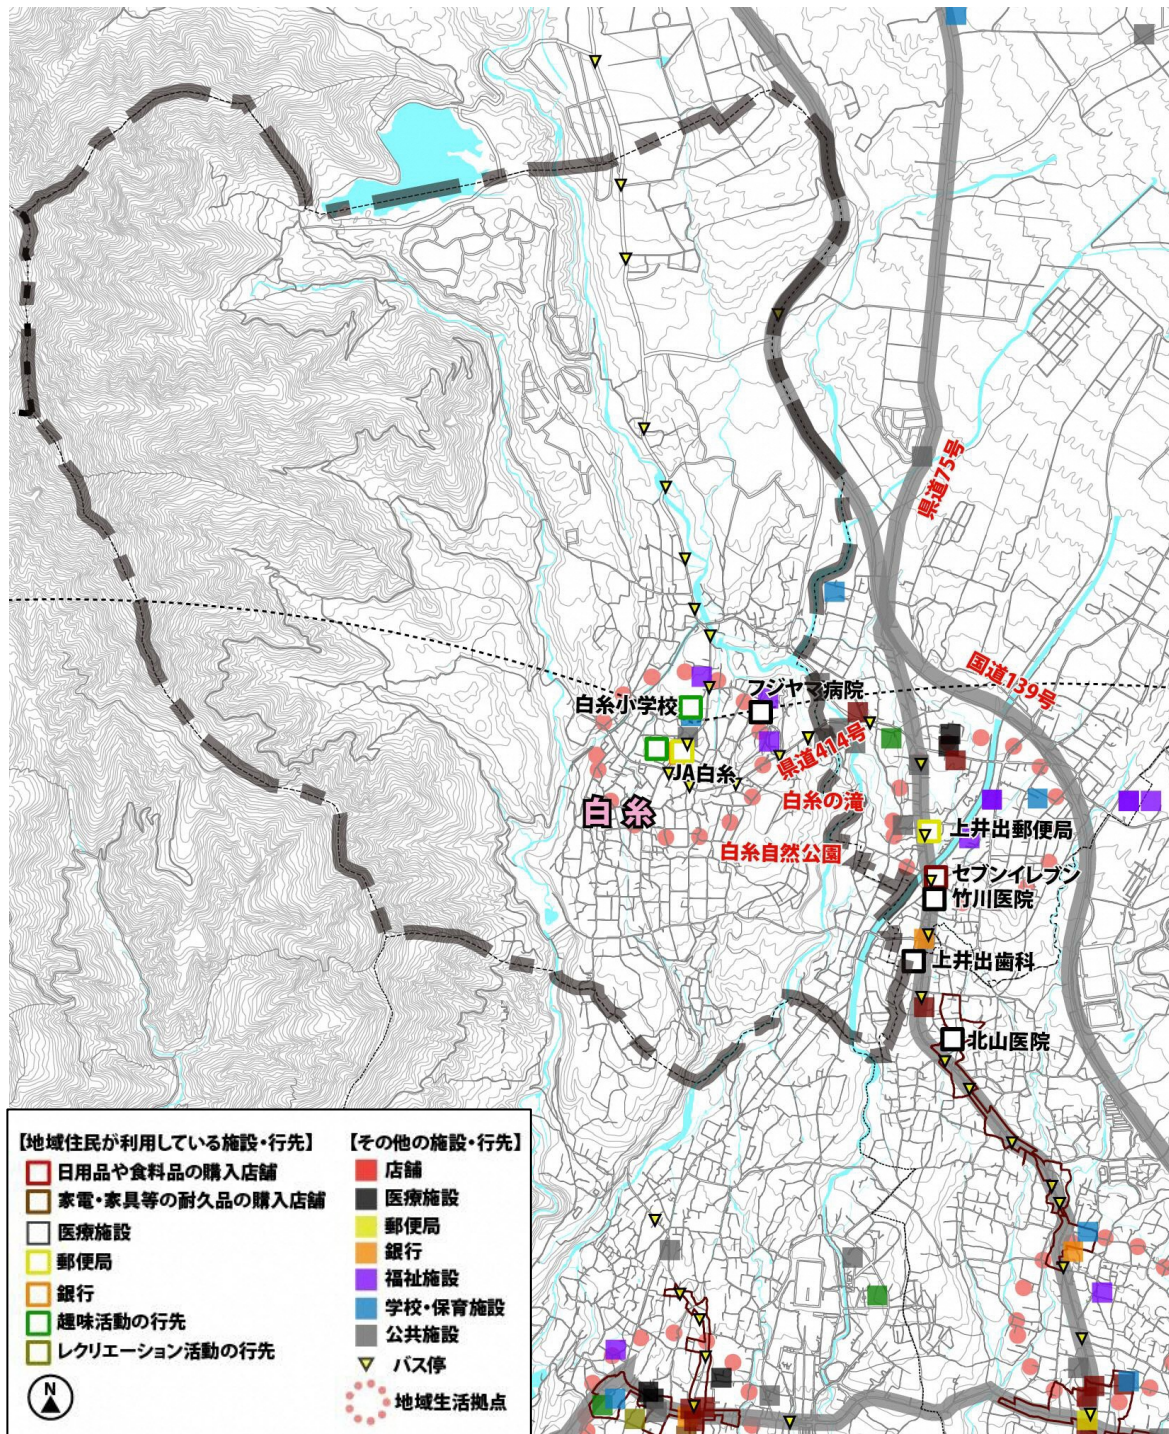 県道75号
国道139号
フジヤマ病院
白糸小学校
県道414号
JA白糸
白糸の滝
白糸
上井出郵便局
白糸自然公園
セブンイレブン
竹川医院
上井出歯科
北山医院
【地域住民が利用している施設・行先】
日用品や食料品の購入店舗
家電・家具等の耐久品の購入店舗
医療施設
郵便局
銀行
趣味活動の行先
レクリエーション活動の行先
N
【その他の施設・行先】
店舗
医療施設
郵便局
銀行
福祉施設
学校・保育施設
公共施設
バス停
地域生活拠点